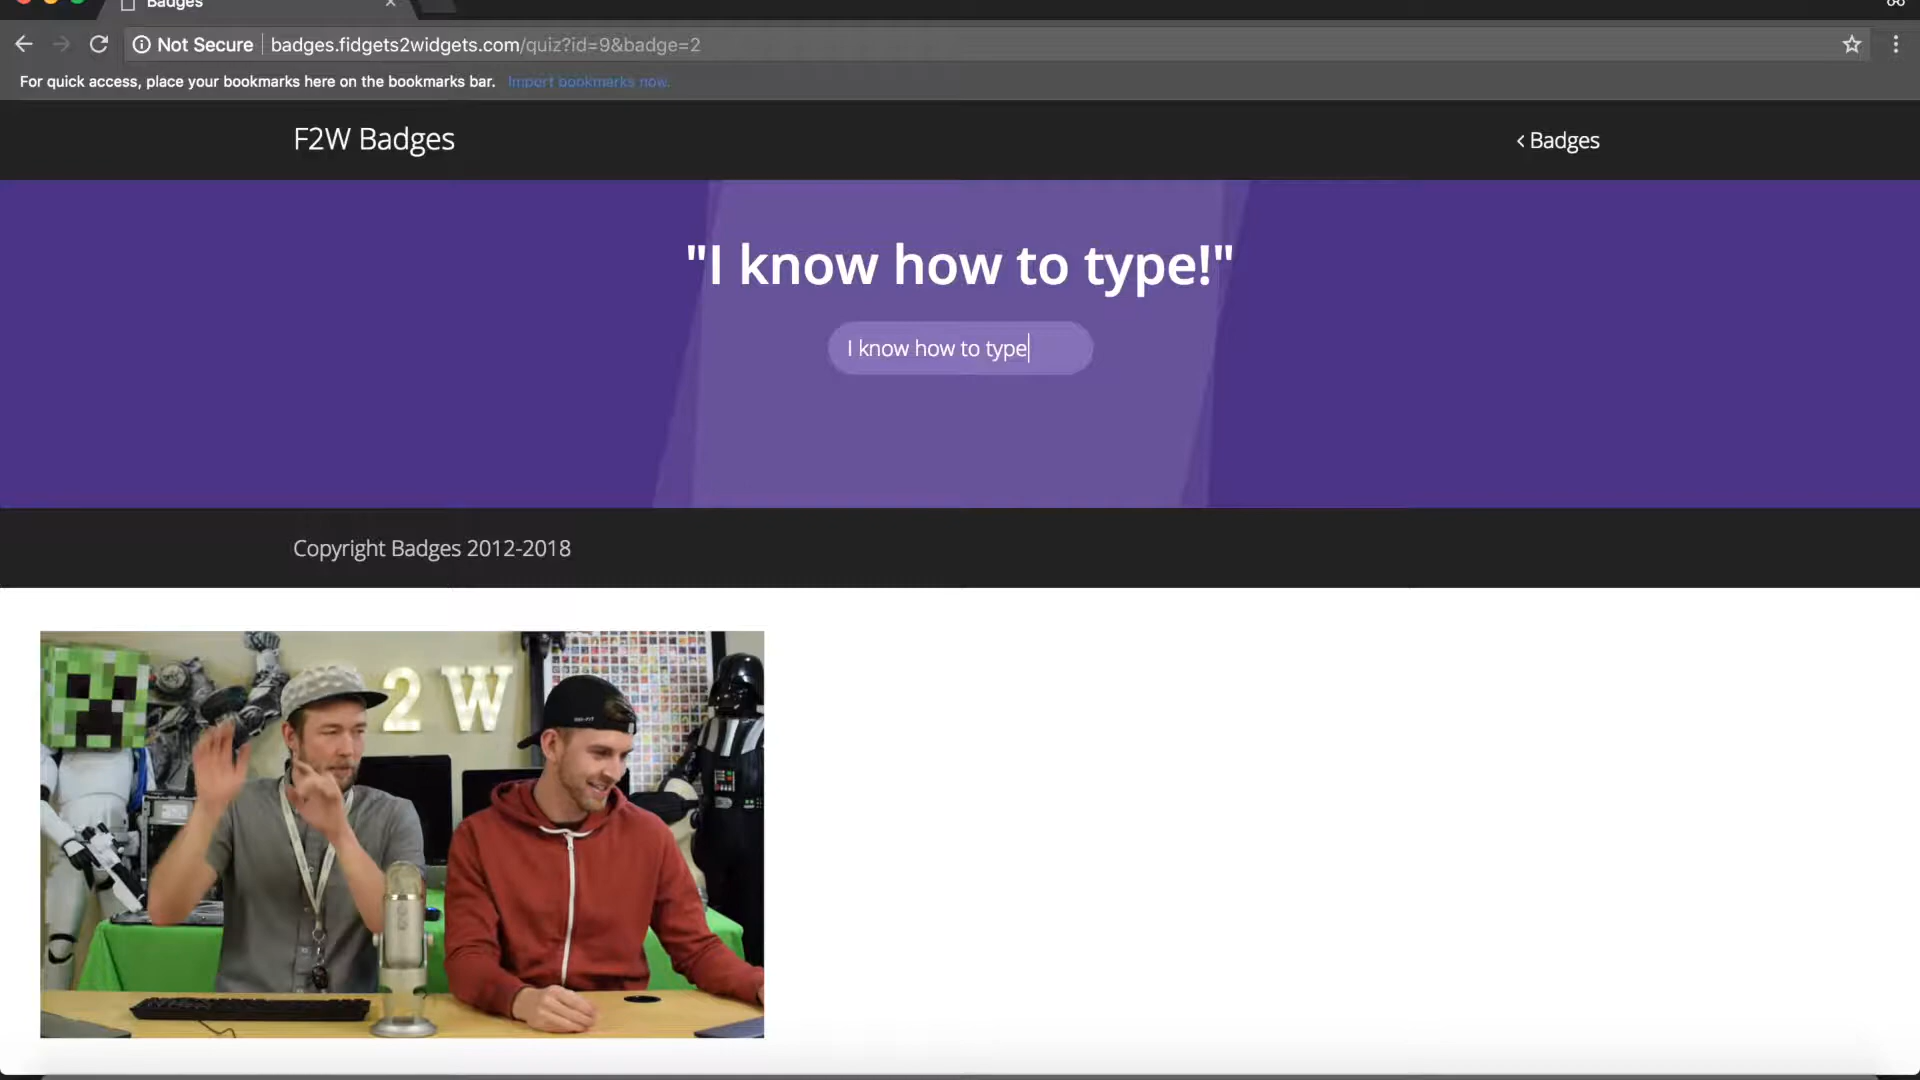 Badges
Not Secure badges.fidgets2widgets.com/quiz?id=9&badge=2
For quick access, place your bookmarks here on the bookmarks bar. Import bookmarks now.
F2W Badges
‹ Badges
"I know how to type!"
I know how to type
Copyright Badges 2012-2018
2W